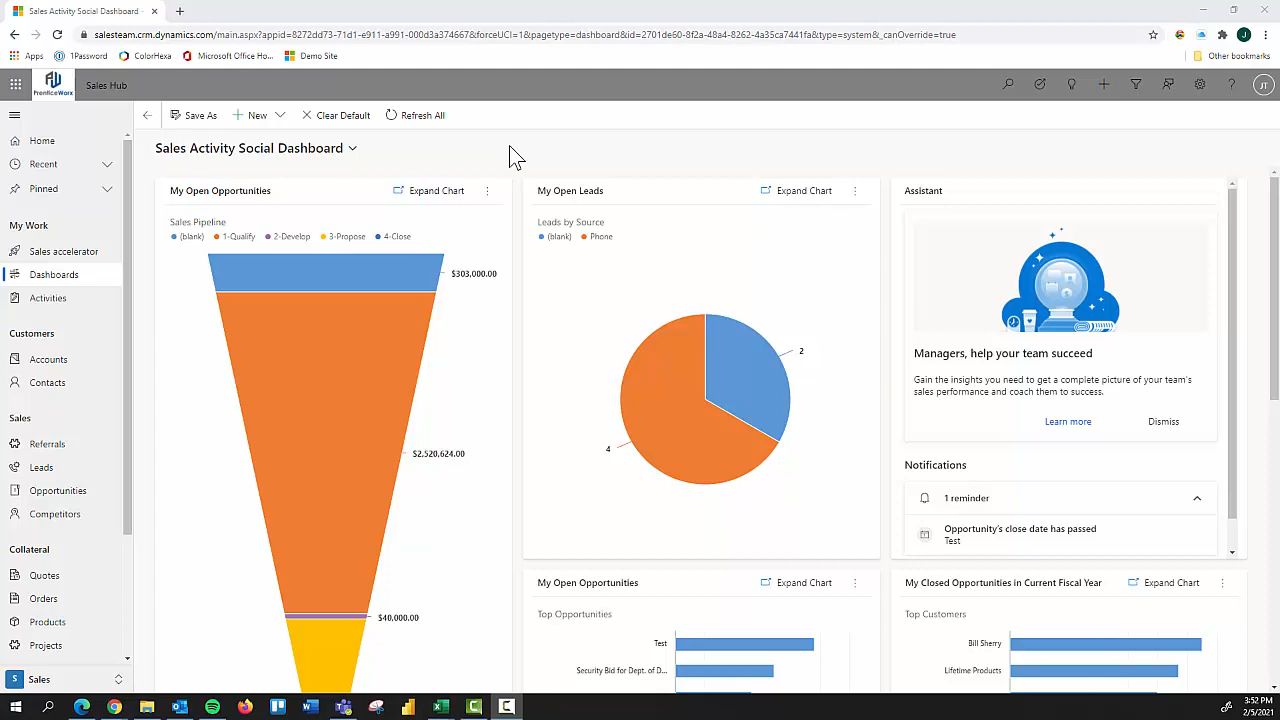 Sales Activity Social Dashboard
salesteam.crm.dynamics.com/main.aspx?appid=8272dd73-71d1-e911-a991-000d3a374667&forceUCI=1&pagetype=dashboard&id=2701de60-8f2a-48a4-8262-4a35ca7441fa&type=system&_canOverride=true
J
Apps
1Password
ColorHexa
Microsoft Office Ho...
Demo Site
Other bookmarks
PrenticeWorx
Sales Hub
JT
Save As
New
Clear Default
Refresh All
Home
Recent
Pinned
My Work
Sales accelerator
Dashboards
Activities
Customers
Accounts
Contacts
Sales
Referrals
Leads
Opportunities
Competitors
Collateral
Quotes
Orders
Products
Projects
S
Sales
Sales Activity Social Dashboard
My Open Opportunities
Expand Chart
Sales Pipeline
(blank) 1-Qualify 2-Develop 3-Propose 4-Close
$303,000.00
$2,520,624.00
$40,000.00
My Open Leads
Expand Chart
Leads by Source
(blank) Phone
2
4
Assistant
Managers, help your team succeed
Gain the insights you need to get a complete picture of your team's
sales performance and coach them to success.
Learn more
Dismiss
Notifications
1 reminder
Opportunity's close date has passed
Test
My Open Opportunities
Expand Chart
Top Opportunities
Test
Security Bid for Dept. of D...
My Closed Opportunities in Current Fiscal Year
Expand Chart
Top Customers
Bill Sherry
Lifetime Products
3:52 PM
2/5/2021